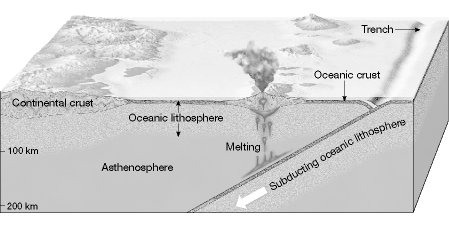 Trench
Oceanic crust
Continental crust
Oceanic lithosphere
Melting
100 km
Asthenosphere
Subducting oceanic lithosphere
200 km